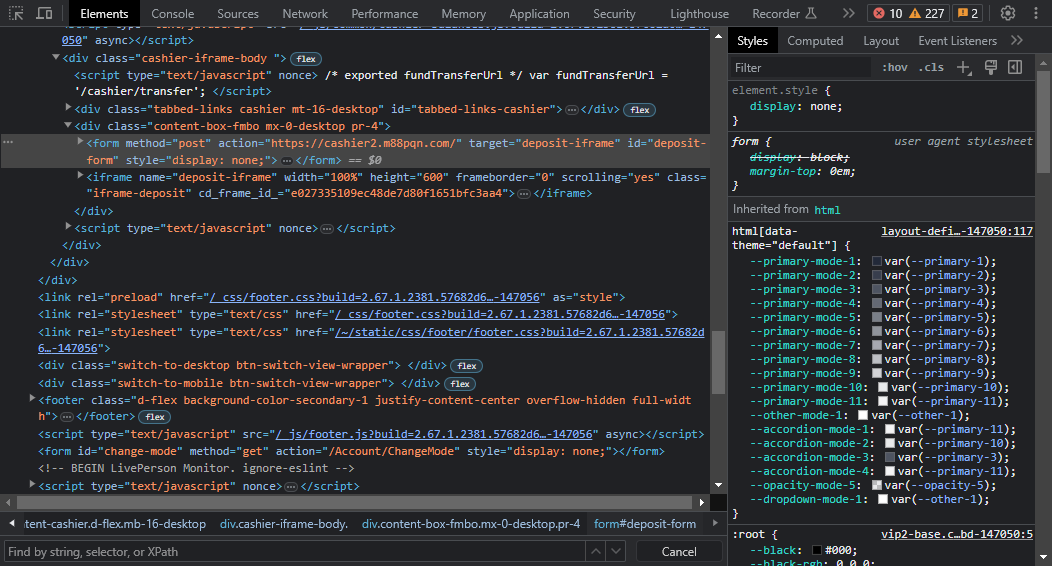 Elements Console Sources Network Performance Memory Application Security Lighthouse Recorder 10 227 2
050" async></script>
<div class="cashier-iframe-body "> flex
<script type="text/javascript" nonce> /* exported fundTransferUrl */ var fundTransferUrl =
'/cashier/transfer'; </script>
<div class="tabbed-links cashier mt-16-desktop" id="tabbed-links-cashier"> … </div> flex
<div class="content-box-fmbo mx-0-desktop pr-4">
<form method="post" action="https://cashier2.m88pqn.com/" target="deposit-iframe" id="deposit-
form" style="display: none;"> … </form> == $0
<iframe name="deposit-iframe" width="100%" height="600" frameborder="0" scrolling="yes" class=
"iframe-deposit" cd_frame_id_="e027335109ec48de7d80f1651bfc3aa4"> … </iframe>
</div>
<script type="text/javascript" nonce> … </script>
</div>
</div>
</div>
<link rel="preload" href="/_css/footer.css?build=2.67.1.2381.57682d6…-147056" as="style">
<link rel="stylesheet" type="text/css" href="/_css/footer.css?build=2.67.1.2381.57682d6…-147056">
<link rel="stylesheet" type="text/css" href="/~/static/css/footer/footer.css?build=2.67.1.2381.57682d
6…-147056">
<div class="switch-to-desktop btn-switch-view-wrapper"> </div> flex
<div class="switch-to-mobile btn-switch-view-wrapper"> </div> flex
<footer class="d-flex background-color-secondary-1 justify-content-center overflow-hidden full-widt
h"> … </footer> flex
<script type="text/javascript" src="/_js/footer.js?build=2.67.1.2381.57682d6…-147056" async></script>
<form id="change-mode" method="get" action="/Account/ChangeMode" style="display: none;"></form>
<!-- BEGIN LivePerson Monitor. ignore-eslint -->
<script type="text/javascript" nonce> … </script>
ntent-cashier.d-flex.mb-16-desktop div.cashier-iframe-body. div.content-box-fmbo.mx-0-desktop.pr-4 form#deposit-form
Find by string, selector, or XPath Cancel
Styles Computed Layout Event Listeners
Filter :hov .cls
element.style {
display: none;
}
form { user agent stylesheet
display: block;
margin-top: 0em;
}
Inherited from html
html[data- layout-defi…-147050:117
theme="default"] {
--primary-mode-1: var(--primary-1);
--primary-mode-2: var(--primary-2);
--primary-mode-3: var(--primary-3);
--primary-mode-4: var(--primary-4);
--primary-mode-5: var(--primary-5);
--primary-mode-6: var(--primary-6);
--primary-mode-7: var(--primary-7);
--primary-mode-8: var(--primary-8);
--primary-mode-9: var(--primary-9);
--primary-mode-10: var(--primary-10);
--primary-mode-11: var(--primary-11);
--other-mode-1: var(--other-1);
--accordion-mode-1: var(--primary-11);
--accordion-mode-2: var(--primary-10);
--accordion-mode-3: var(--primary-3);
--accordion-mode-4: var(--primary-11);
--opacity-mode-5: var(--opacity-5);
--dropdown-mode-1: var(--other-1);
}
:root { vip2-base.c…bd-147050:5
--black: #000;
--black-rgb: 0,0,0;